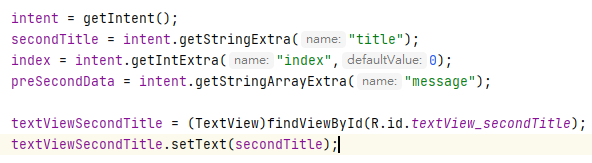 intent = getIntent();
secondTitle = intent.getStringExtra( name: "title");
index = intent.getIntExtra( name: "index", defaultValue: 0);
preSecondData = intent.getStringArrayExtra( name: "message");
textViewSecondTitle = (TextView)findViewById(R.id.textView_secondTitle);
textViewSecondTitle.setText(secondTitle);